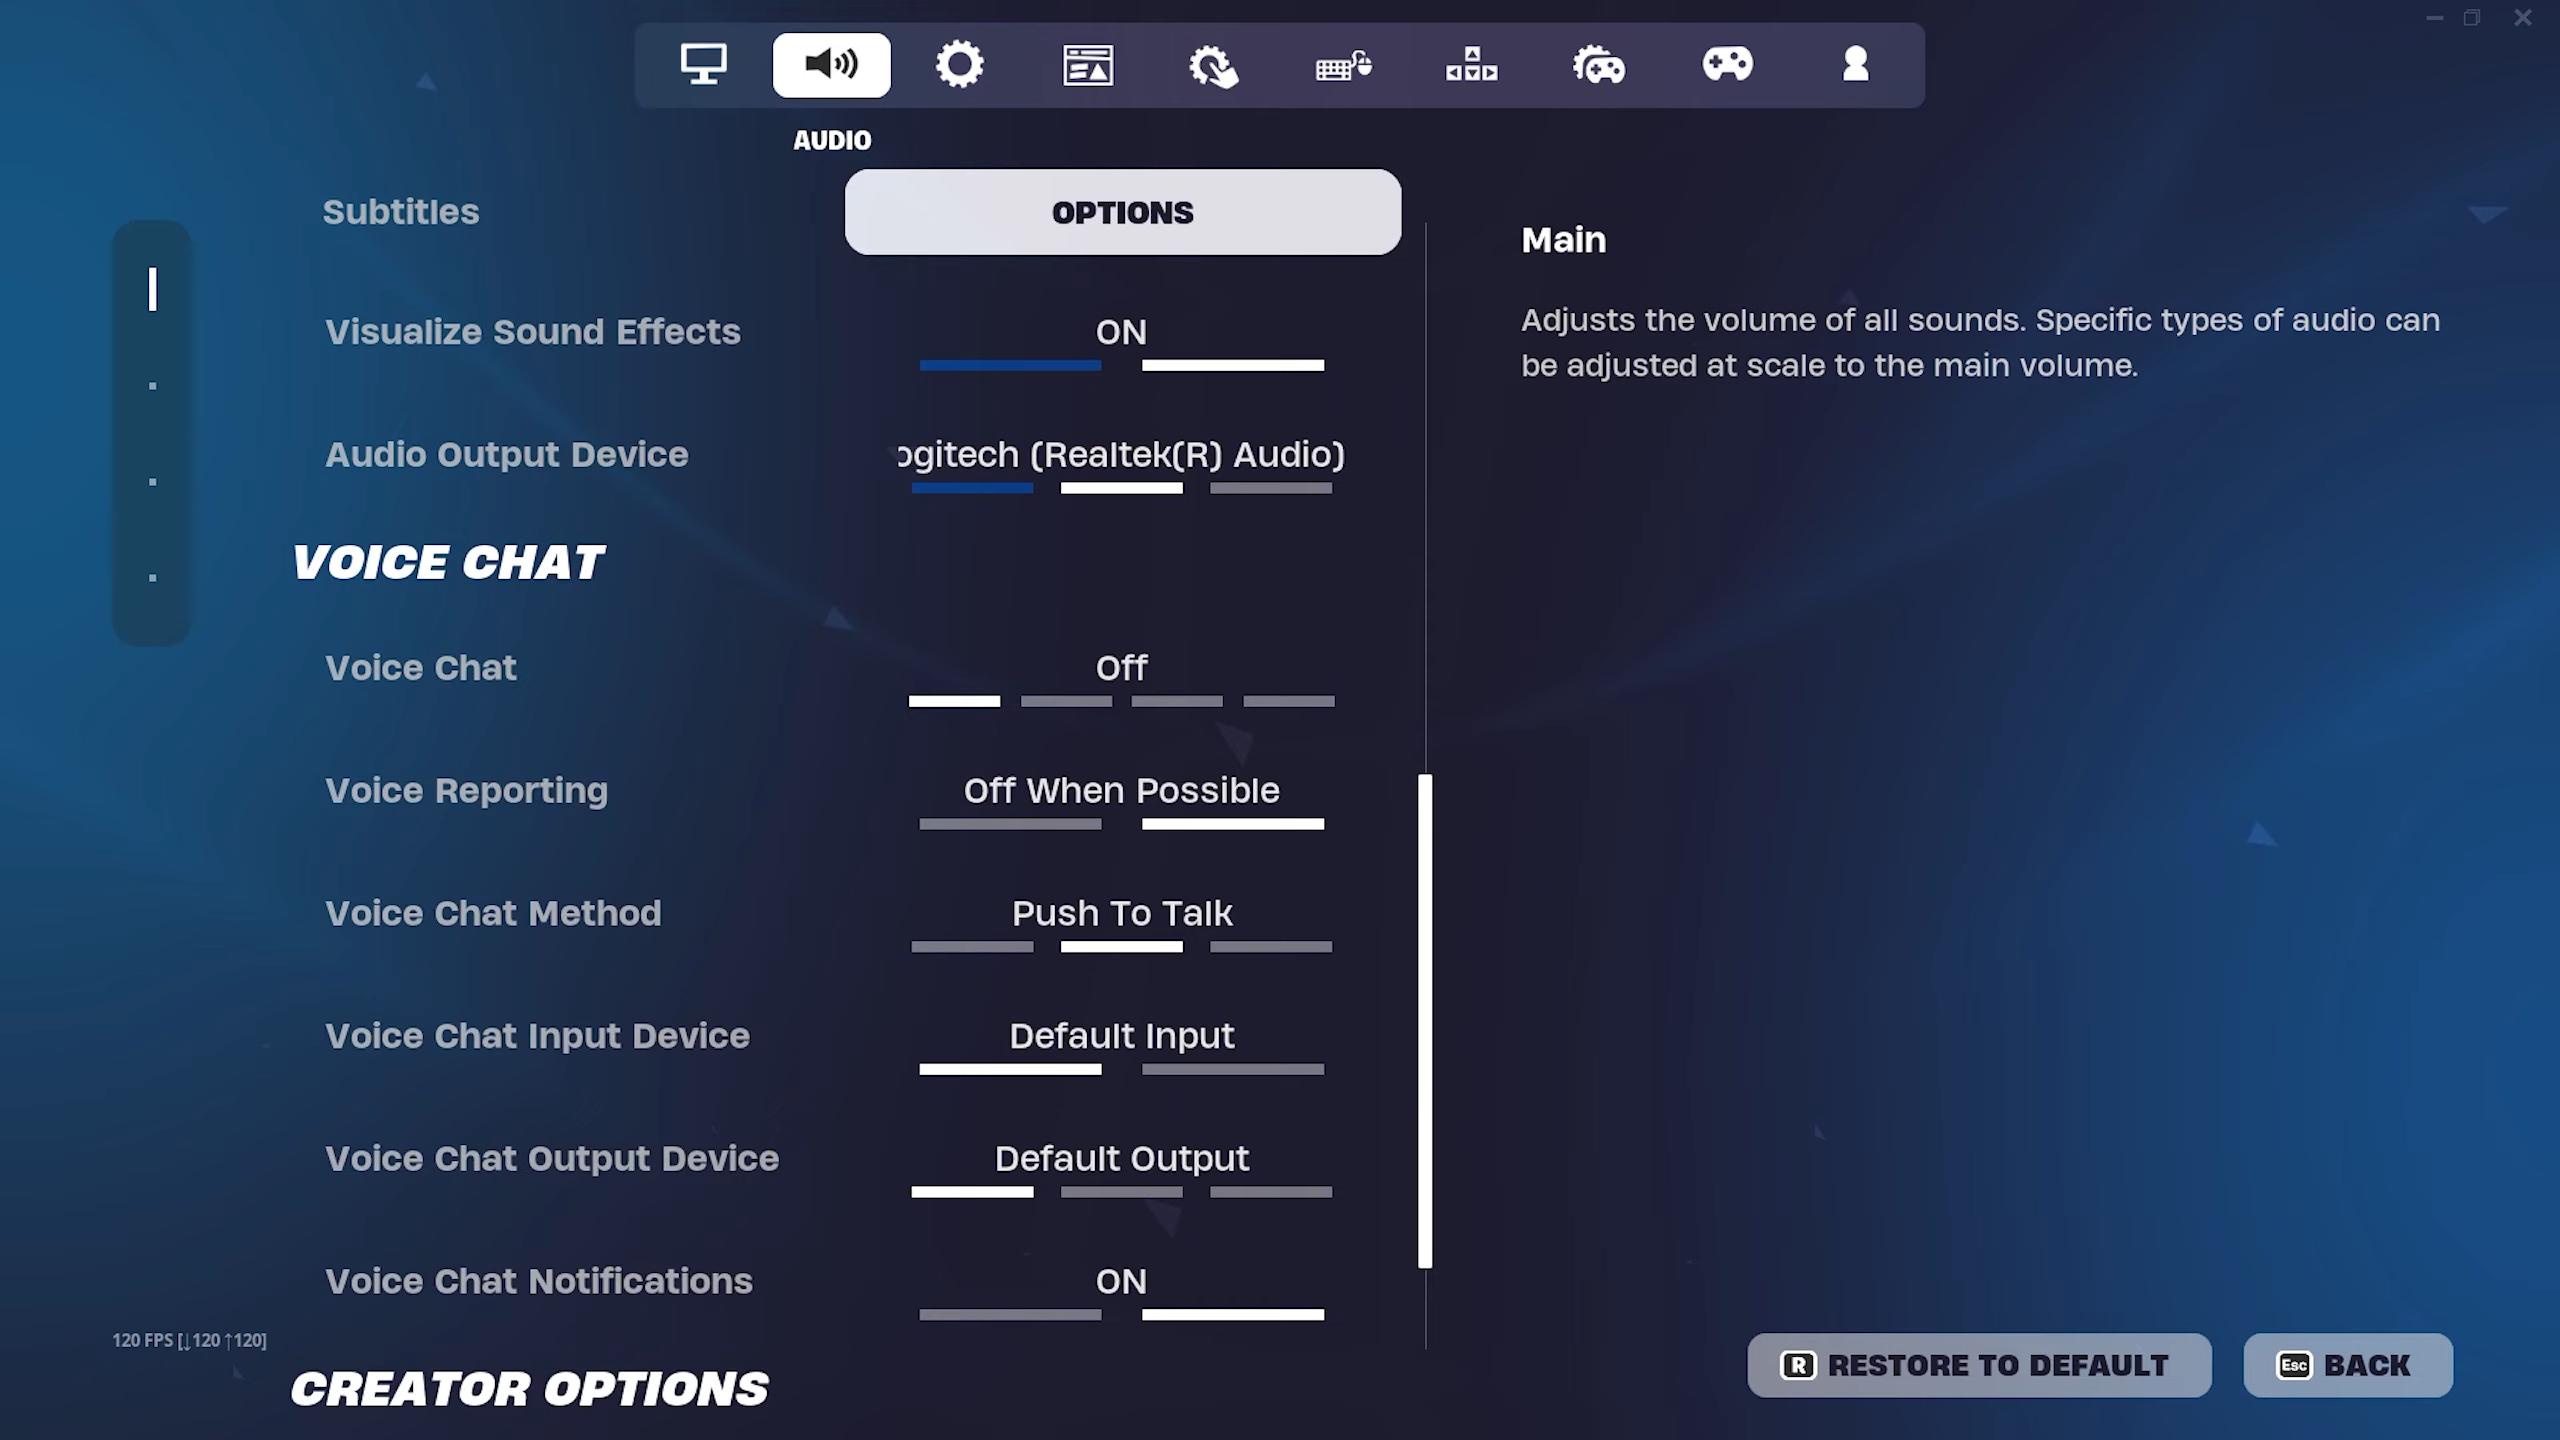 AUDIO
Subtitles
OPTIONS
Main
Adjusts the volume of all sounds. Specific types of audio can
be adjusted at scale to the main volume.
Visualize Sound Effects
ON
Audio Output Device
ogitech (Realtek(R) Audio)
VOICE CHAT
Voice Chat
Off
Voice Reporting
Off When Possible
Voice Chat Method
Push To Talk
Voice Chat Input Device
Default Input
Voice Chat Output Device
Default Output
Voice Chat Notifications
ON
120 FPS [↓120 ↑120]
R RESTORE TO DEFAULT
Esc BACK
CREATOR OPTIONS